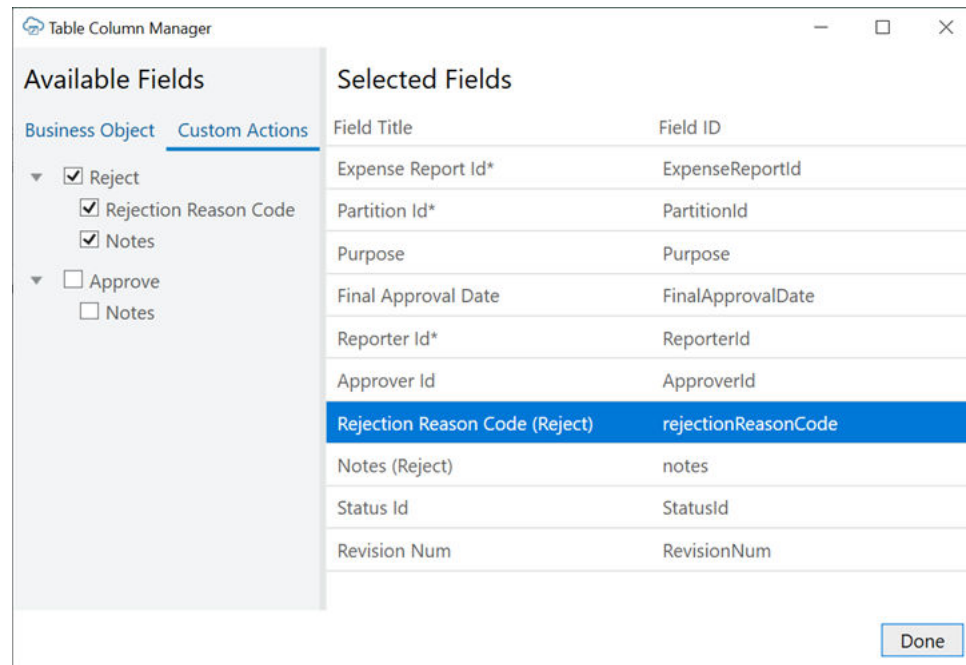 Table Column Manager
Available Fields
Business Object Custom Actions
Reject
Rejection Reason Code
Notes
Approve
Notes
Selected Fields
Field Title Field ID
Expense Report Id* ExpenseReportId
Partition Id* PartitionId
Purpose Purpose
Final Approval Date FinalApprovalDate
Reporter Id* ReporterId
Approver Id ApproverId
Rejection Reason Code (Reject) rejectionReasonCode
Notes (Reject) notes
Status Id StatusId
Revision Num RevisionNum
Done